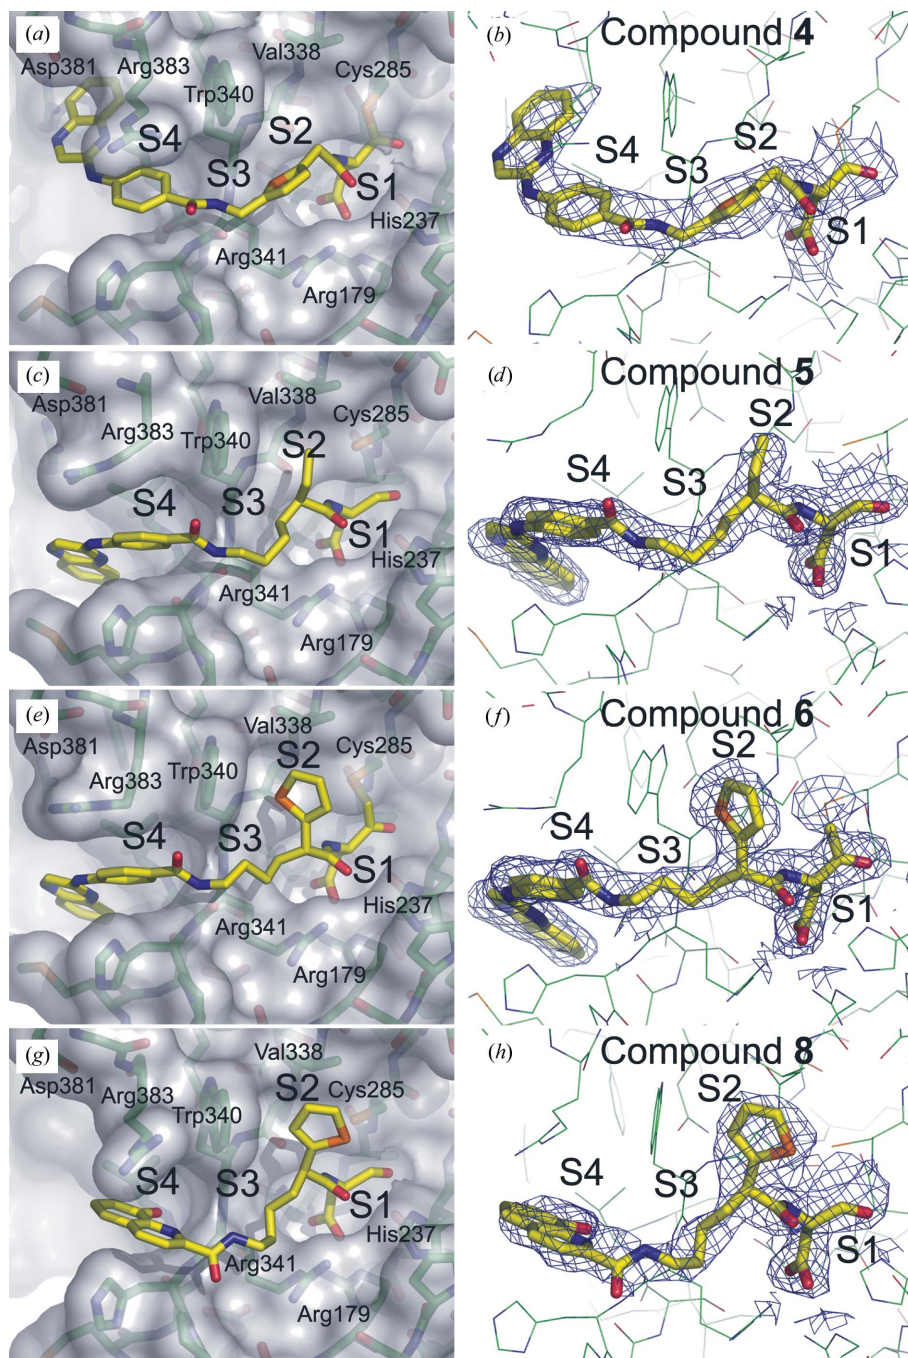 (a)
Val338
Asp381
Arg383
Cys285
Trp340
S4
S2
S3
S1
His237
Arg341
Arg179
(b)
Compound 4
S4
S3
S2
S1
(c)
Val338
Asp381
Cys285
Arg383
Trp340
S2
S4
S3
S1
His237
Arg341
Arg179
(d)
Compound 5
S2
S4
S3
S1
(e)
Val338
Asp381
S2
Cys285
Arg383
Trp340
S4
S3
S1
His237
Arg341
Arg179
(f)
Compound 6
S2
S4
S3
S1
(g)
Val338
Asp381
Arg383
S2
Cys285
Trp340
S4
S3
S1
His237
Arg341
Arg179
(h)
Compound 8
S2
S4
S3
S1